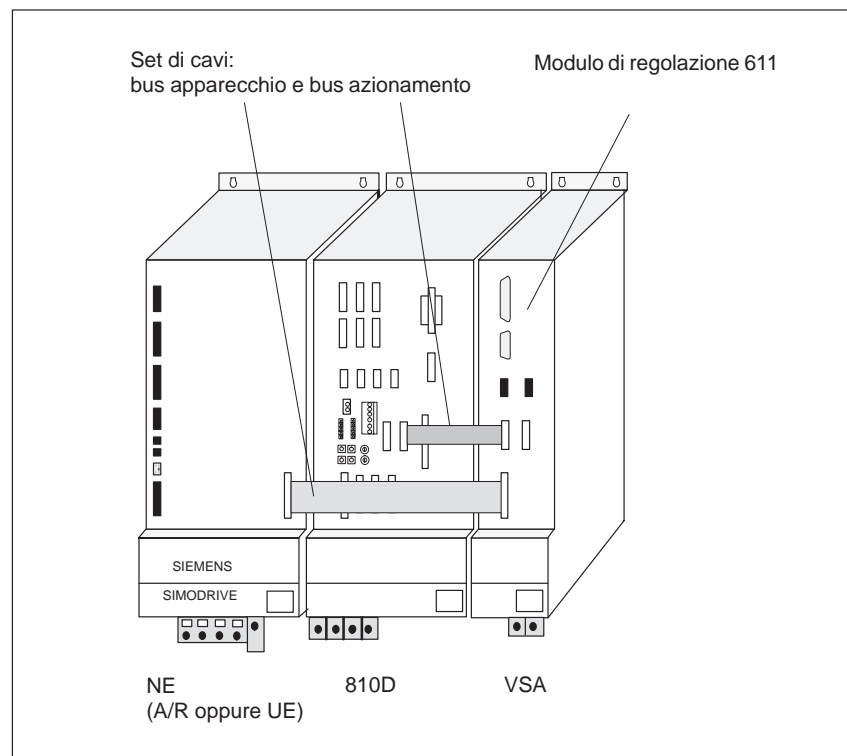 Set di cavi:
bus apparecchio e bus azionamento
Modulo di regolazione 611
SIEMENS
SIMODRIVE
NE
(A/R oppure UE)
810D
VSA